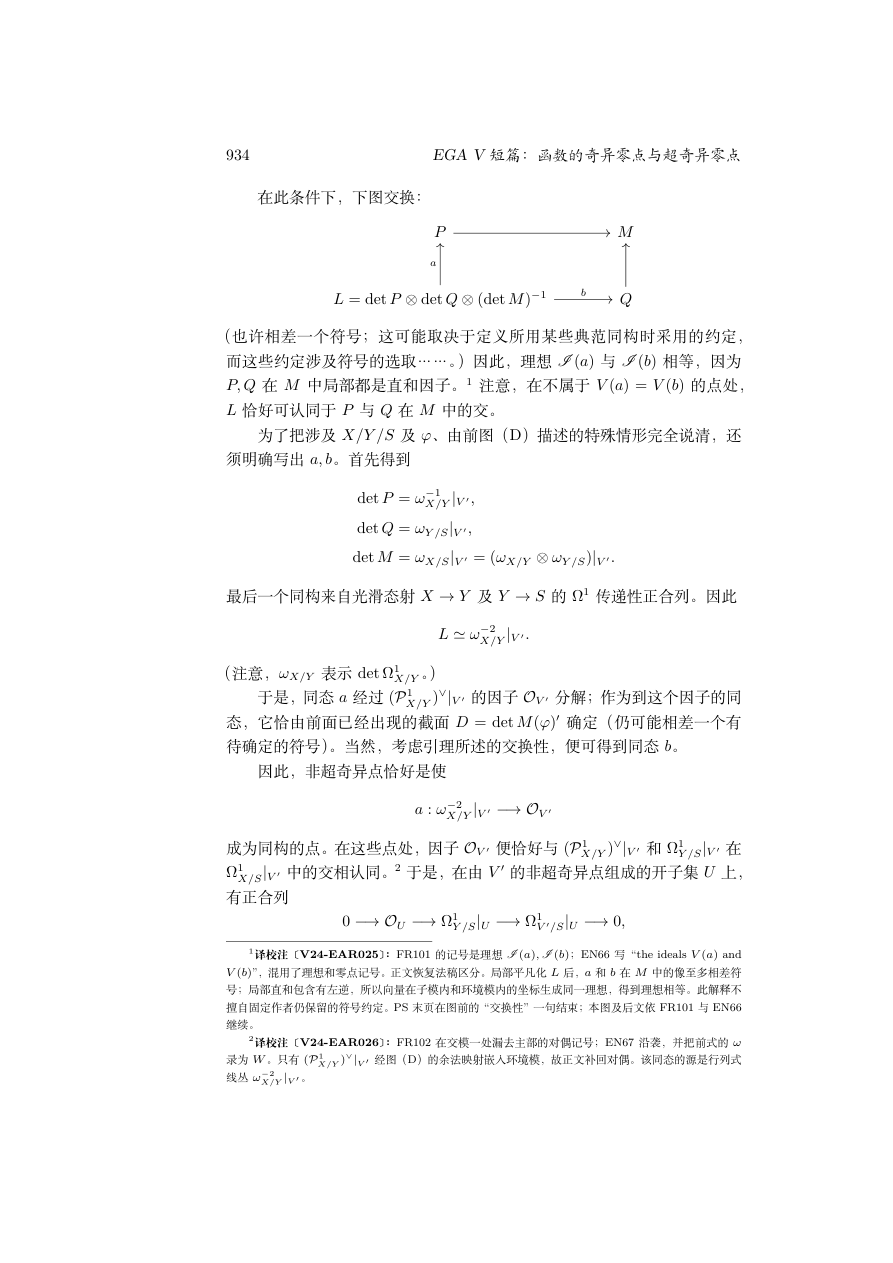 934 EGA V 短篇：函数的奇异零点与超奇异零点
在此条件下，下图交换：
P ⟶ M
a
L = det P ⊗ det Q ⊗ (det M)⁻¹ ⟶ Q
b
（也许相差一个符号；这可能取决于定义所用某些典范同构时采用的约定，
而这些约定涉及符号的选取……。）因此，理想 ℐ(a) 与 ℐ(b) 相等，因为
P, Q 在 M 中局部都是直和因子。¹ 注意，在不属于 V(a) = V(b) 的点处，
L 恰好可认同于 P 与 Q 在 M 中的交。
为了把涉及 X/Y/S 及 φ、由前图（D）描述的特殊情形完全说清，还
须明确写出 a, b。首先得到
det P = ω_{X/Y}^{-1}|_{V′},
det Q = ω_{Y/S}|_{V′},
det M = ω_{X/S}|_{V′} = (ω_{X/Y} ⊗ ω_{Y/S})|_{V′}.
最后一个同构来自光滑态射 X → Y 及 Y → S 的 Ω¹ 传递性正合列。因此
L ≃ ω_{X/Y}^{-2}|_{V′}.
（注意，ω_{X/Y} 表示 det Ω¹_{X/Y}。）
于是，同态 a 经过 (𝒫¹_{X/Y})^∨|_{V′} 的因子 𝒪_{V′} 分解；作为到这个因子的同
态，它恰由前面已经出现的截面 D = det M(φ)′ 确定（仍可能相差一个有
待确定的符号）。当然，考虑引理所述的交换性，便可得到同态 b。
因此，非超奇异点恰好是使
a : ω_{X/Y}^{-2}|_{V′} ⟶ 𝒪_{V′}
成为同构的点。在这些点处，因子 𝒪_{V′} 便恰好与 (𝒫¹_{X/Y})^∨|_{V′} 和 Ω¹_{Y/S}|_{V′} 在
Ω¹_{X/S}|_{V′} 中的交相认同。² 于是，在由 V′ 的非超奇异点组成的开子集 U 上，
有正合列
0 ⟶ 𝒪_U ⟶ Ω¹_{Y/S}|_U ⟶ Ω¹_{V′/S}|_U ⟶ 0,
¹译校注〔V24-EAR025〕：FR101 的记号是理想 ℐ(a), ℐ(b)；EN66 写 “the ideals V(a) and
V(b)”，混用了理想和零点记号。正文恢复法稿区分。局部平凡化 L 后，a 和 b 在 M 中的像至多相差符
号；局部直和包含有左逆，所以向量在子模内和环境模内的坐标生成同一理想，得到理想相等。此解释不
擅自固定作者仍保留的符号约定。PS 末页在图前的 “交换性” 一句结束；本图及后文依 FR101 与 EN66
继续。
²译校注〔V24-EAR026〕：FR102 在交模一处漏去主部的对偶记号；EN67 沿袭，并把前式的 ω
录为 W。只有 (𝒫¹_{X/Y})^∨|_{V′} 经图（D）的余法映射嵌入环境模，故正文补回对偶。该同态的源是行列式
线丛 ω_{X/Y}^{-2}|_{V′}。